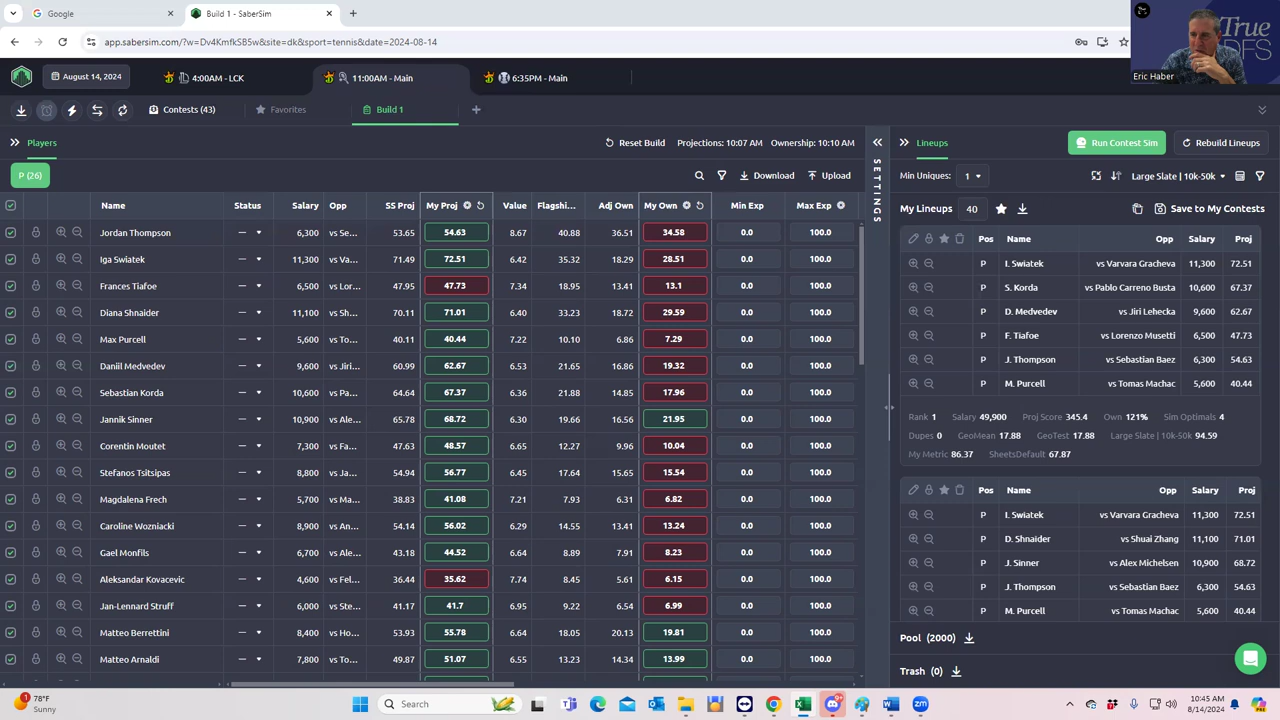 Google
Build 1 - SaberSim
app.sabersim.com/?w=Dv4KmfkSB5w&site=dk&sport=tennis&date=2024-08-14
True
DFS
Eric Haber
August 14, 2024
4:00AM - LCK
11:00AM - Main
6:35PM - Main
Contests (43)
Favorites
Build 1
Players
Reset Build
Projections: 10:07 AM
Ownership: 10:10 AM
SETTINGS
Lineups
Run Contest Sim
Rebuild Lineups
P (26)
Download
Upload
Min Uniques:
1
Large Slate | 10k-50k
My Lineups
40
Save to My Contests
Name Status Salary Opp SS Proj My Proj Value Flagshi... Adj Own My Own Min Exp Max Exp
Jordan Thompson — 6,300 vs Se... 53.65 54.63 8.67 40.88 36.51 34.58 0.0 100.0
Iga Swiatek — 11,300 vs Va... 71.49 72.51 6.42 35.32 18.29 28.51 0.0 100.0
Frances Tiafoe — 6,500 vs Lor... 47.95 47.73 7.34 18.95 13.41 13.1 0.0 100.0
Diana Shnaider — 11,100 vs Sh... 70.11 71.01 6.40 33.23 18.72 29.59 0.0 100.0
Max Purcell — 5,600 vs To... 40.11 40.44 7.22 10.10 6.86 7.29 0.0 100.0
Daniil Medvedev — 9,600 vs Jiri... 60.99 62.67 6.53 21.65 16.86 19.32 0.0 100.0
Sebastian Korda — 10,600 vs Pa... 64.64 67.37 6.36 21.88 14.85 17.96 0.0 100.0
Jannik Sinner — 10,900 vs Ale... 68.72 68.72 6.30 19.66 16.56 21.95 0.0 100.0
Corentin Moutet — 7,300 vs Fa... 47.63 48.57 6.65 12.27 9.96 10.04 0.0 100.0
Stefanos Tsitsipas — 8,800 vs Ja... 54.94 56.77 6.45 17.64 15.65 15.54 0.0 100.0
Magdalena Frech — 5,700 vs Ma... 38.83 41.08 7.21 7.93 6.31 6.82 0.0 100.0
Caroline Wozniacki — 8,900 vs An... 54.14 56.02 6.29 14.55 13.41 13.24 0.0 100.0
Gael Monfils — 6,700 vs Ale... 43.18 44.52 6.64 8.89 7.91 8.23 0.0 100.0
Aleksandar Kovacevic — 4,600 vs Fel... 36.44 35.62 7.74 8.45 5.61 6.15 0.0 100.0
Jan-Lennard Struff — 6,000 vs Ste... 41.17 41.7 6.95 9.22 6.54 6.99 0.0 100.0
Matteo Berrettini — 8,400 vs Ho... 53.93 55.78 6.64 18.05 20.13 19.81 0.0 100.0
Matteo Arnaldi — 7,800 vs To... 49.87 51.07 6.55 13.23 14.34 13.99 0.0 100.0
Pos Name Opp Salary Proj
P I. Swiatek vs Varvara Gracheva 11,300 72.51
P S. Korda vs Pablo Carreno Busta 10,600 67.37
P D. Medvedev vs Jiri Lehecka 9,600 62.67
P F. Tiafoe vs Lorenzo Musetti 6,500 47.73
P J. Thompson vs Sebastian Baez 6,300 54.63
P M. Purcell vs Tomas Machac 5,600 40.44
Rank 1 Salary 49,900 Proj Score 345.4 Own 121% Sim Optimals 4
Dupes 0 GeoMean 17.88 GeoTest 17.88 Large Slate | 10k-50k 94.59
My Metric 86.37 SheetsDefault 67.87
Pos Name Opp Salary Proj
P I. Swiatek vs Varvara Gracheva 11,300 72.51
P D. Shnaider vs Shuai Zhang 11,100 71.01
P J. Sinner vs Alex Michelsen 10,900 68.72
P J. Thompson vs Sebastian Baez 6,300 54.63
P M. Purcell vs Tomas Machac 5,600 40.44
Pool (2000)
Trash (0)
78°F
Sunny
Search
10:45 AM
8/14/2024